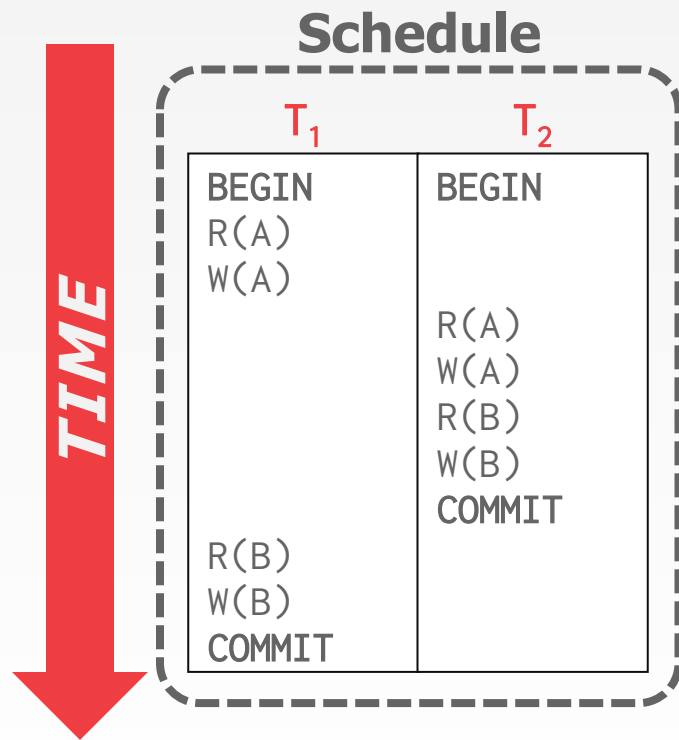 Schedule
TIME
T1 T2
BEGIN BEGIN
R(A)
W(A)
R(A)
W(A)
R(B)
W(B)
COMMIT
R(B)
W(B)
COMMIT